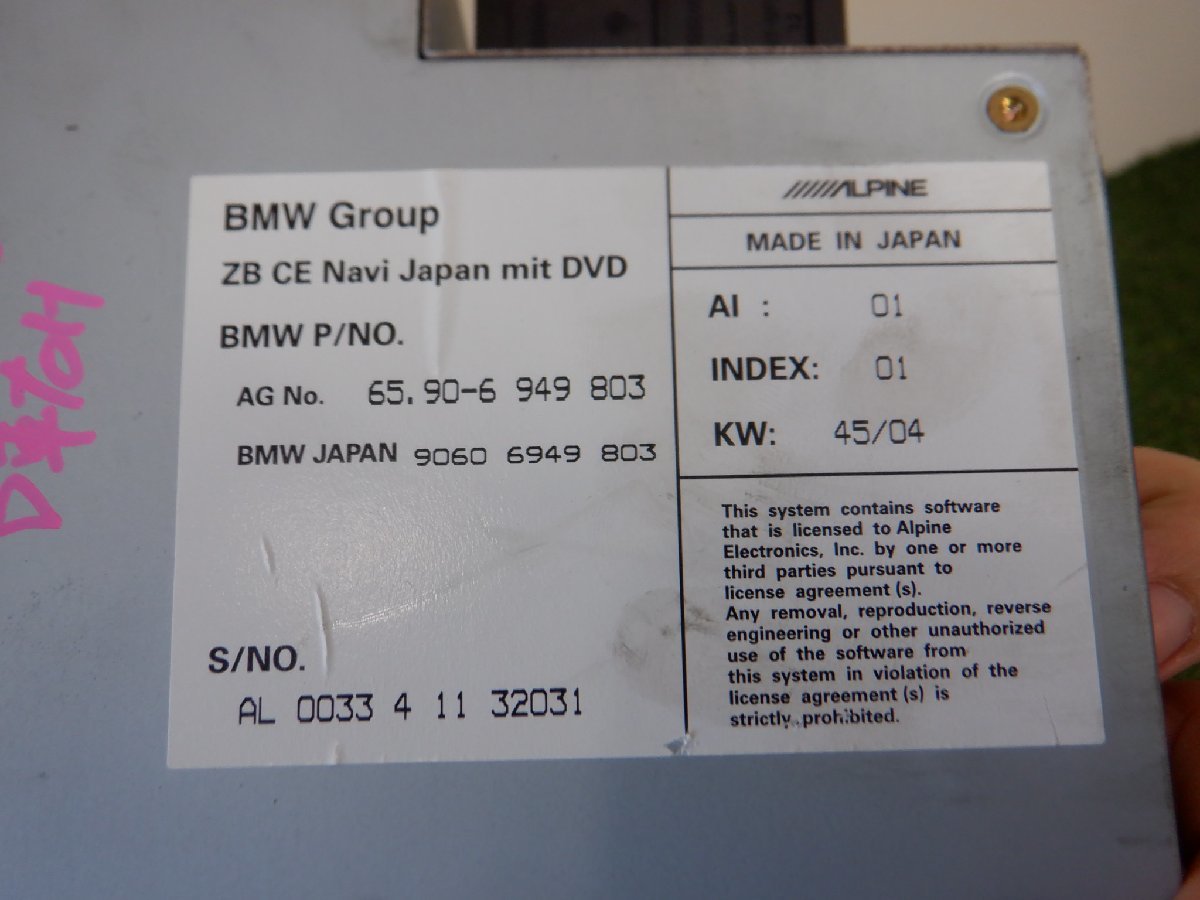 BMW Group
ZB CE Navi Japan mit DVD
BMW P/NO.
AG No. 65.90-6 949 803
BMW JAPAN 9060 6949 803
S/NO.
AL 0033 4 11 32031
ALPINE
MADE IN JAPAN
AI : 01
INDEX: 01
KW: 45/04
This system contains software
that is licensed to Alpine
Electronics, Inc. by one or more
third parties pursuant to
license agreement (s).
Any removal, reproduction, reverse
engineering or other unauthorized
use of the software from
this system in violation of the
license agreement (s) is
strictly prohibited.